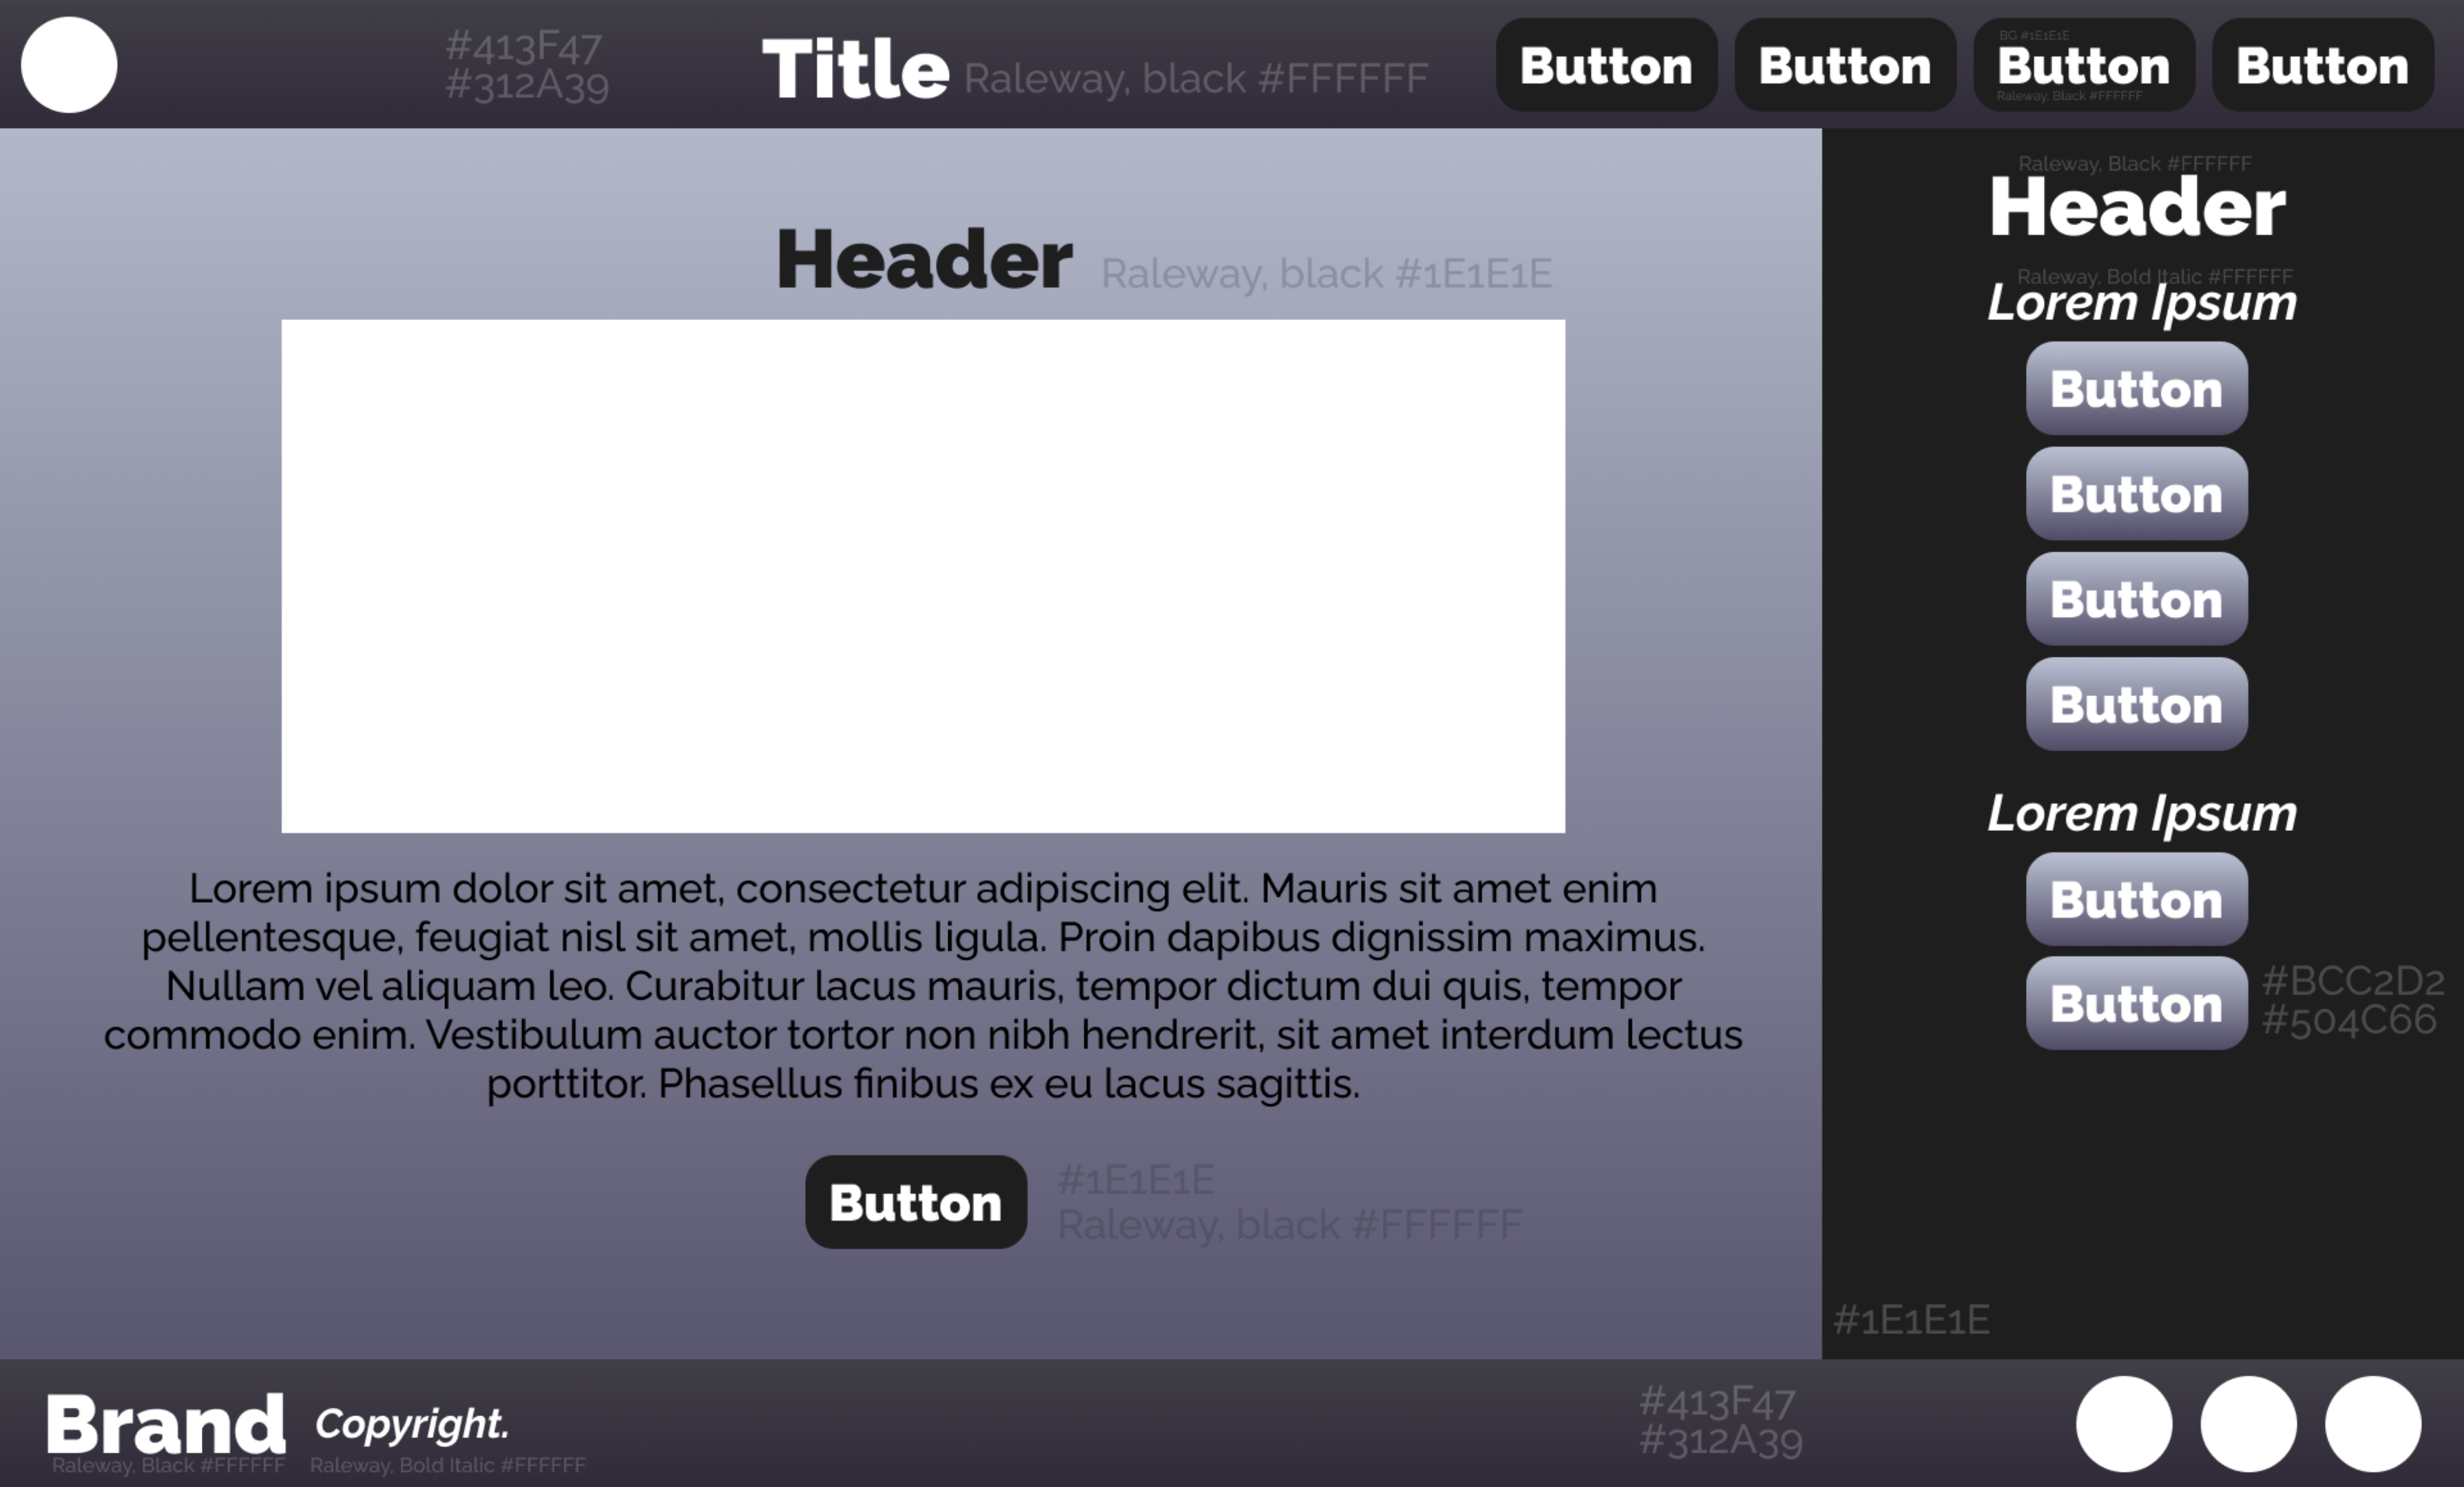 #413F47
#312A39
Title Raleway, black #FFFFFF
Button
Button
BG #1E1E1E
Button
Raleway, Black #FFFFFF
Button
Header Raleway, black #1E1E1E
Lorem ipsum dolor sit amet, consectetur adipiscing elit. Mauris sit amet enim
pellentesque, feugiat nisl sit amet, mollis ligula. Proin dapibus dignissim maximus.
Nullam vel aliquam leo. Curabitur lacus mauris, tempor dictum dui quis, tempor
commodo enim. Vestibulum auctor tortor non nibh hendrerit, sit amet interdum lectus
porttitor. Phasellus finibus ex eu lacus sagittis.
Button
#1E1E1E
Raleway, black #FFFFFF
Raleway, Black #FFFFFF
Header
Raleway, Bold Italic #FFFFFF
Lorem Ipsum
Button
Button
Button
Button
Lorem Ipsum
Button
Button
#BCC2D2
#504C66
#1E1E1E
Brand
Raleway, Black #FFFFFF
Copyright.
Raleway, Bold Italic #FFFFFF
#413F47
#312A39